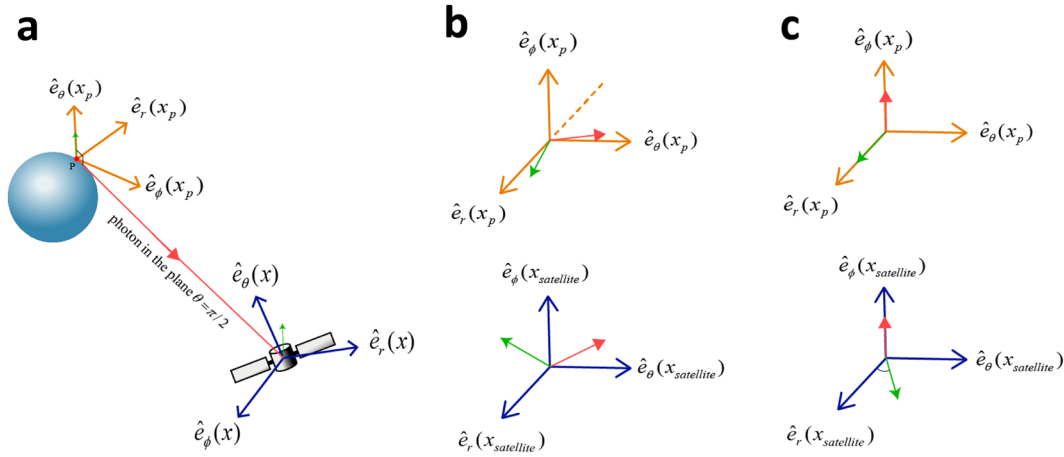 a
ê_θ(x_p)
ê_r(x_p)
P
ê_ϕ(x_p)
photon in the plane θ=π/2
ê_θ(x)
ê_r(x)
ê_ϕ(x)
b
ê_ϕ(x_p)
ê_θ(x_p)
ê_r(x_p)
ê_ϕ(x_satellite)
ê_θ(x_satellite)
ê_r(x_satellite)
c
ê_ϕ(x_p)
ê_θ(x_p)
ê_r(x_p)
ê_ϕ(x_satellite)
ê_θ(x_satellite)
ê_r(x_satellite)